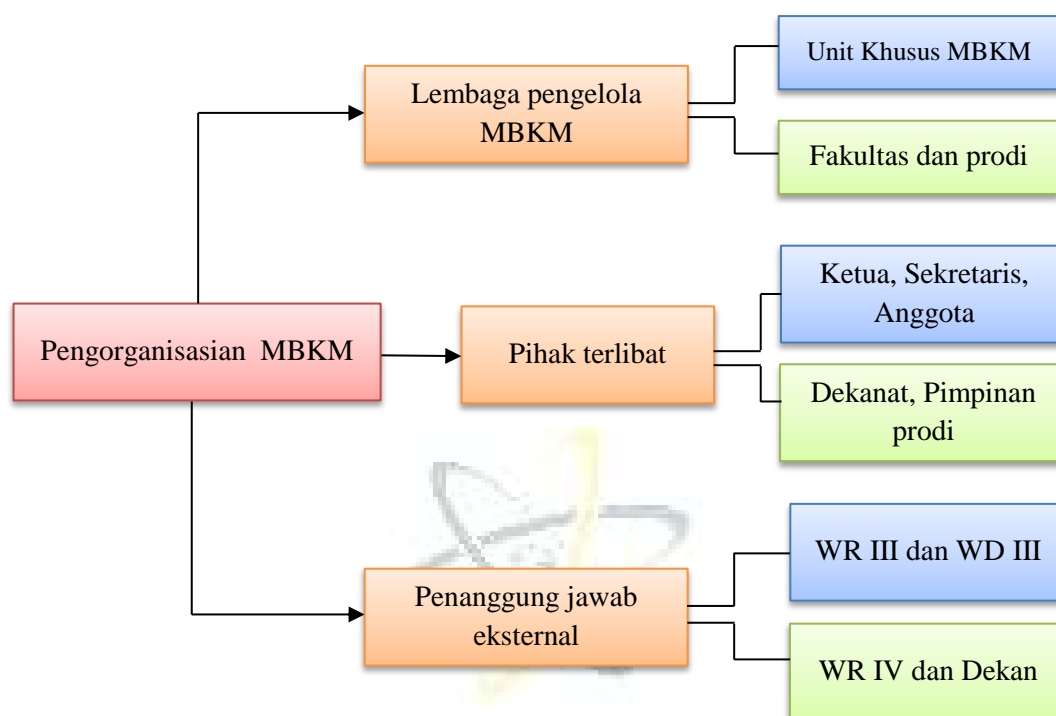 Unit Khusus MBKM
Lembaga pengelola
MBKM
Fakultas dan prodi
Ketua, Sekretaris,
Anggota
Pengorganisasian MBKM
Pihak terlibat
Dekanat, Pimpinan
prodi
WR III dan WD III
Penanggung jawab
eksternal
WR IV dan Dekan